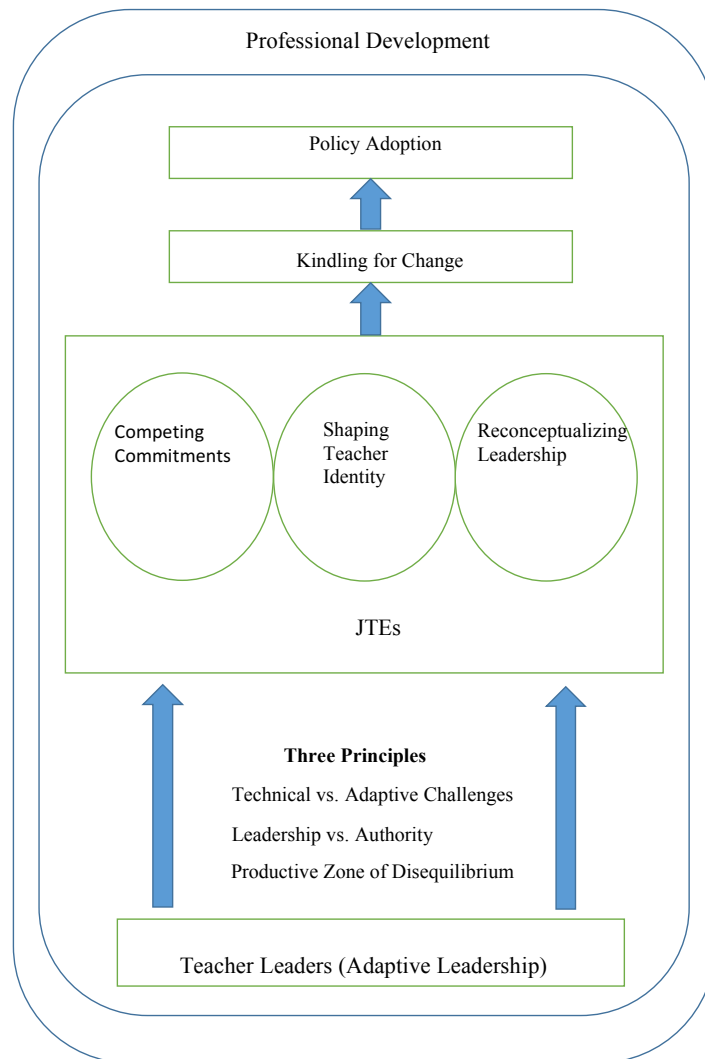 Professional Development
Policy Adoption
Kindling for Change
Competing
Commitments
Shaping
Teacher
Identity
Reconceptualizing
Leadership
JTEs
Three Principles
Technical vs. Adaptive Challenges
Leadership vs. Authority
Productive Zone of Disequilibrium
Teacher Leaders (Adaptive Leadership)